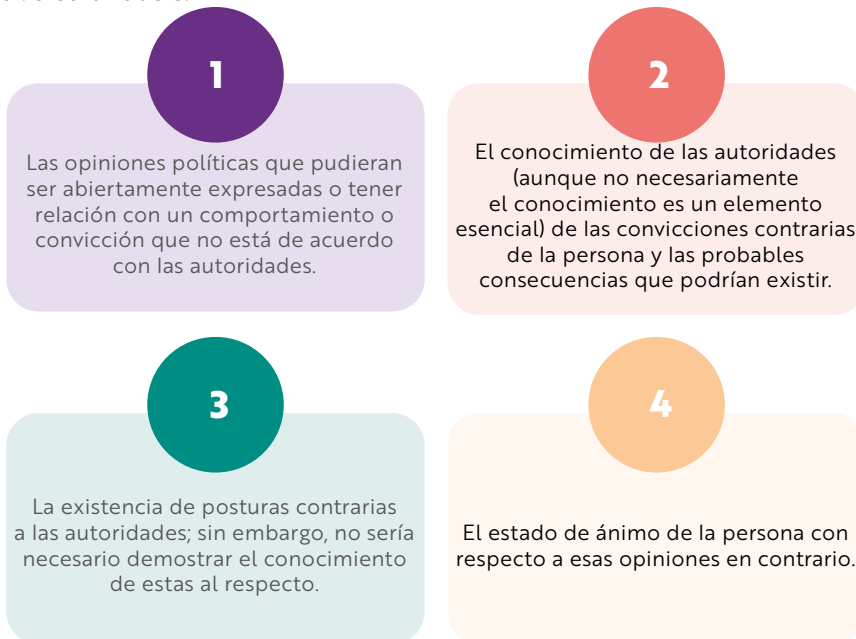 1
Las opiniones políticas que pudieran
ser abiertamente expresadas o tener
relación con un comportamiento o
convicción que no está de acuerdo
con las autoridades.
2
El conocimiento de las autoridades
(aunque no necesariamente
el conocimiento es un elemento
esencial) de las convicciones contrarias
de la persona y las probables
consecuencias que podrían existir.
3
La existencia de posturas contrarias
a las autoridades; sin embargo, no sería
necesario demostrar el conocimiento
de estas al respecto.
4
El estado de ánimo de la persona con
respecto a esas opiniones en contrario.